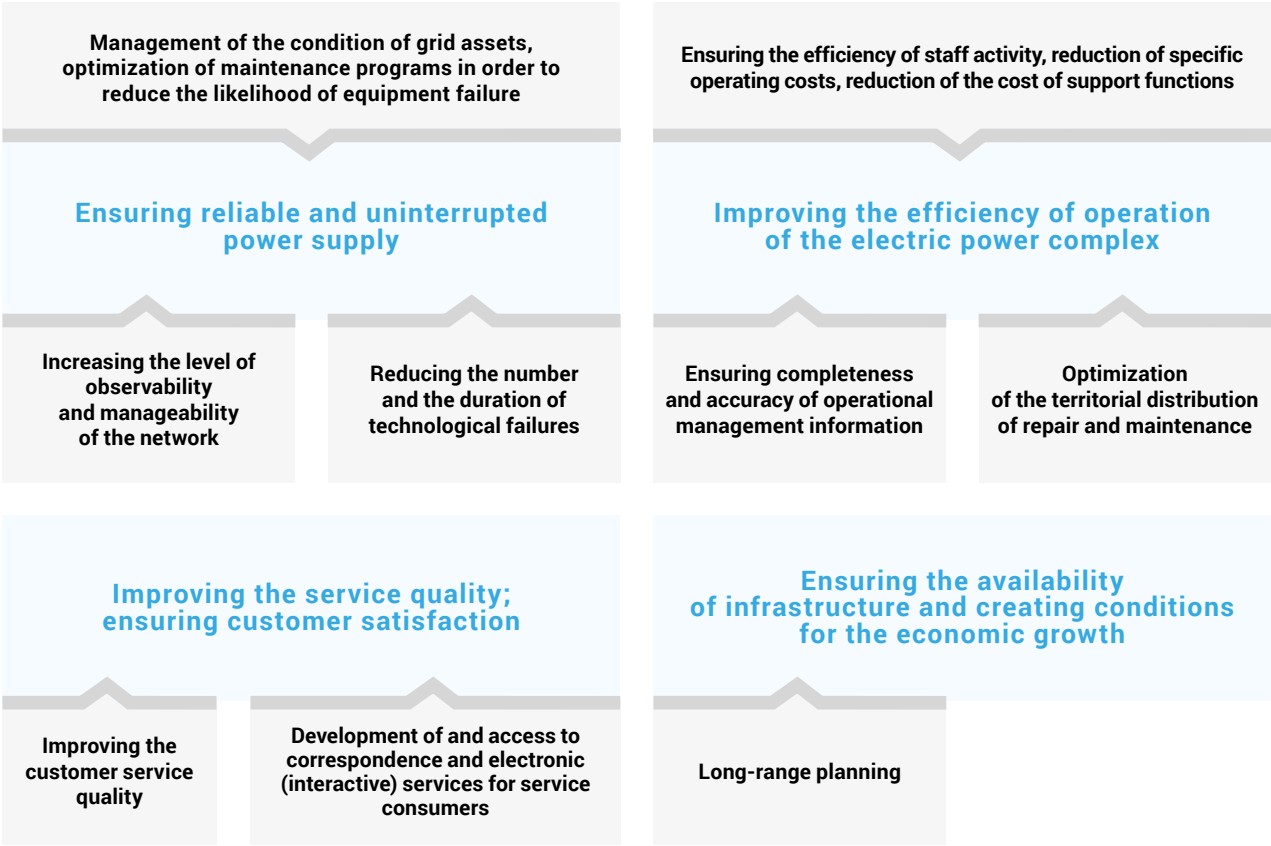 Management of the condition of grid assets,
optimization of maintenance programs in order to
reduce the likelihood of equipment failure
Ensuring reliable and uninterrupted
power supply
Increasing the level of
observability
and manageability
of the network
Reducing the number
and the duration of
technological failures
Ensuring the efficiency of staff activity, reduction of specific
operating costs, reduction of the cost of support functions
Improving the efficiency of operation
of the electric power complex
Ensuring completeness
and accuracy of operational
management information
Optimization
of the territorial distribution
of repair and maintenance
Improving the service quality;
ensuring customer satisfaction
Improving the
customer service
quality
Development of and access to
correspondence and electronic
(interactive) services for service
consumers
Ensuring the availability
of infrastructure and creating conditions
for the economic growth
Long-range planning